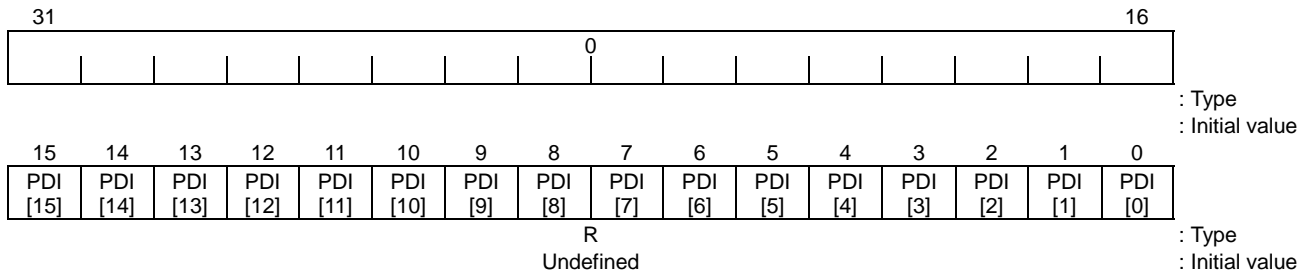 31 16
0
: Type
: Initial value
15 14 13 12 11 10 9 8 7 6 5 4 3 2 1 0
PDI PDI PDI PDI PDI PDI PDI PDI PDI PDI PDI PDI PDI PDI PDI PDI
[15] [14] [13] [12] [11] [10] [9] [8] [7] [6] [5] [4] [3] [2] [1] [0]
R : Type
Undefined : Initial value